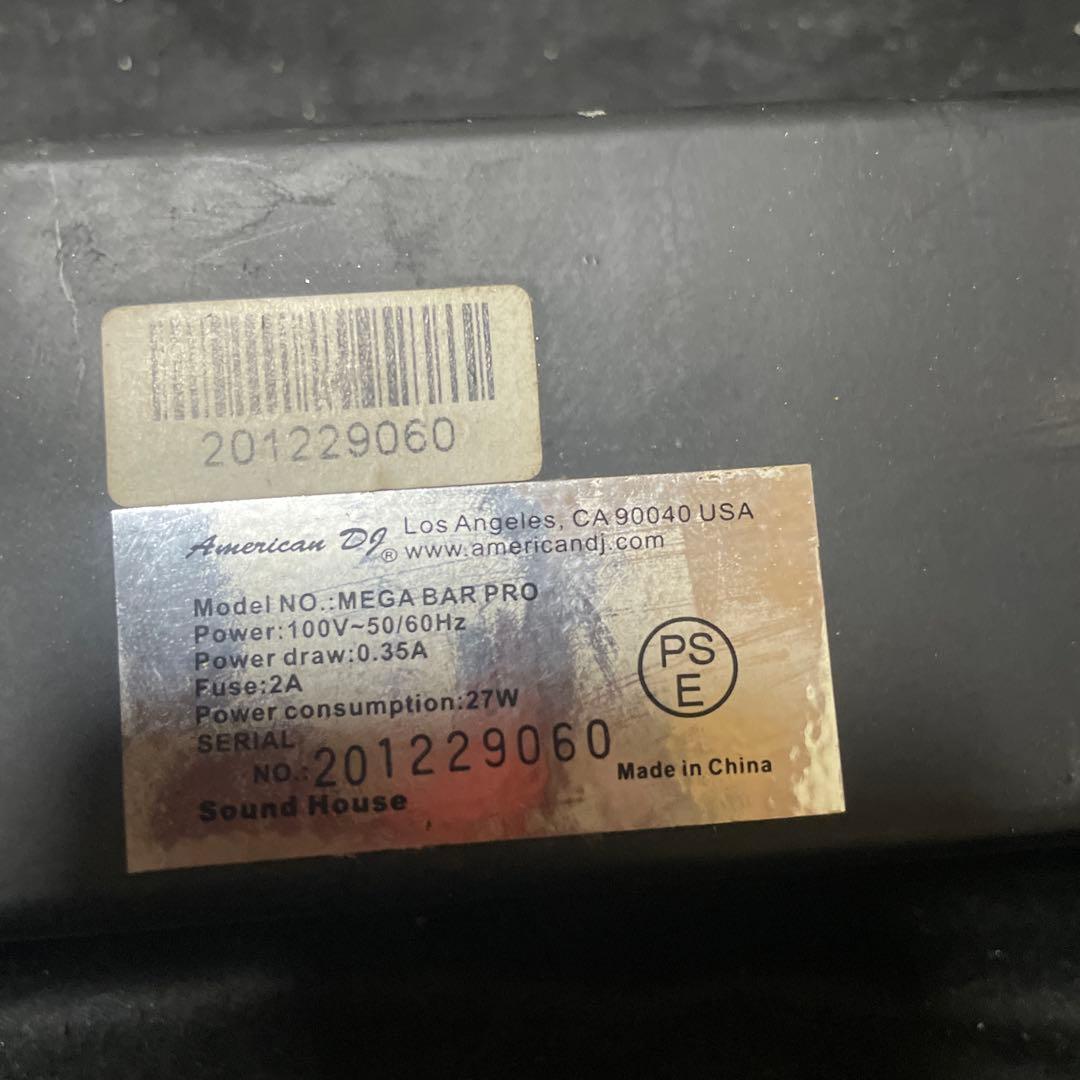 201229060
American DJ® Los Angeles, CA 90040 USA
www.americandj.com
Model NO.:MEGA BAR PRO
Power:100V~50/60Hz
Power draw:0.35A
Fuse:2A
Power consumption:27W
PS
E
SERIAL
NO.:201229060
Made in China
Sound House